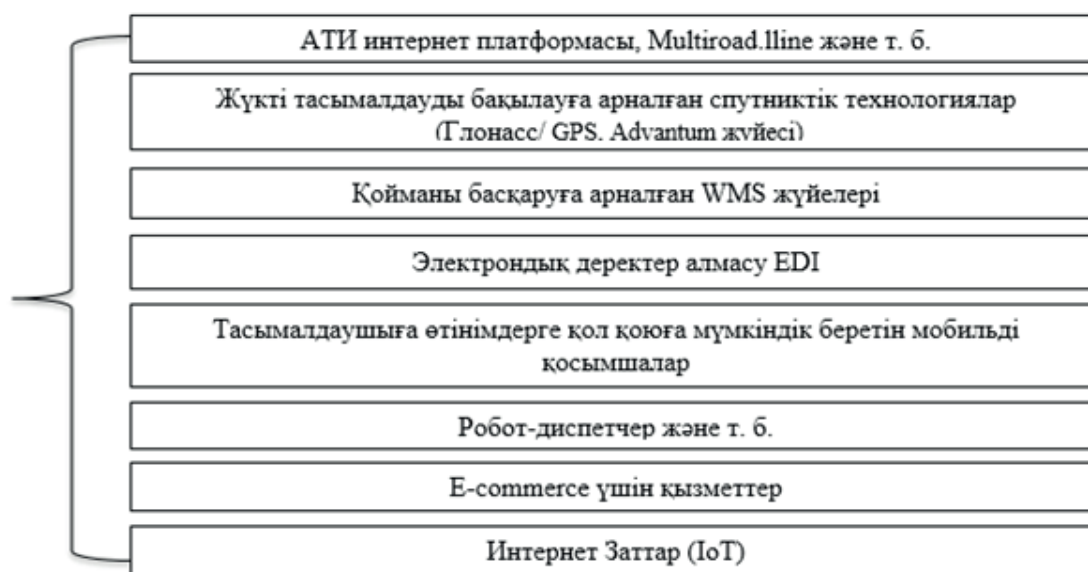 АТИ интернет платформасы, Multiroad.lline және т. б.
Жүкті тасымалдауды бақылауға арналған спутниктік технологиялар
(Глонасс/ GPS. Advantum жүйесі)
Қойманы басқаруға арналған WMS жүйелері
Электрондық деректер алмасу EDI
Тасымалдаушыға өтінімдерге қол қоюға мүмкіндік беретін мобильді
қосымшалар
Робот-диспетчер және т. б.
E-commerce үшін қызметтер
Интернет Заттар (IoT)